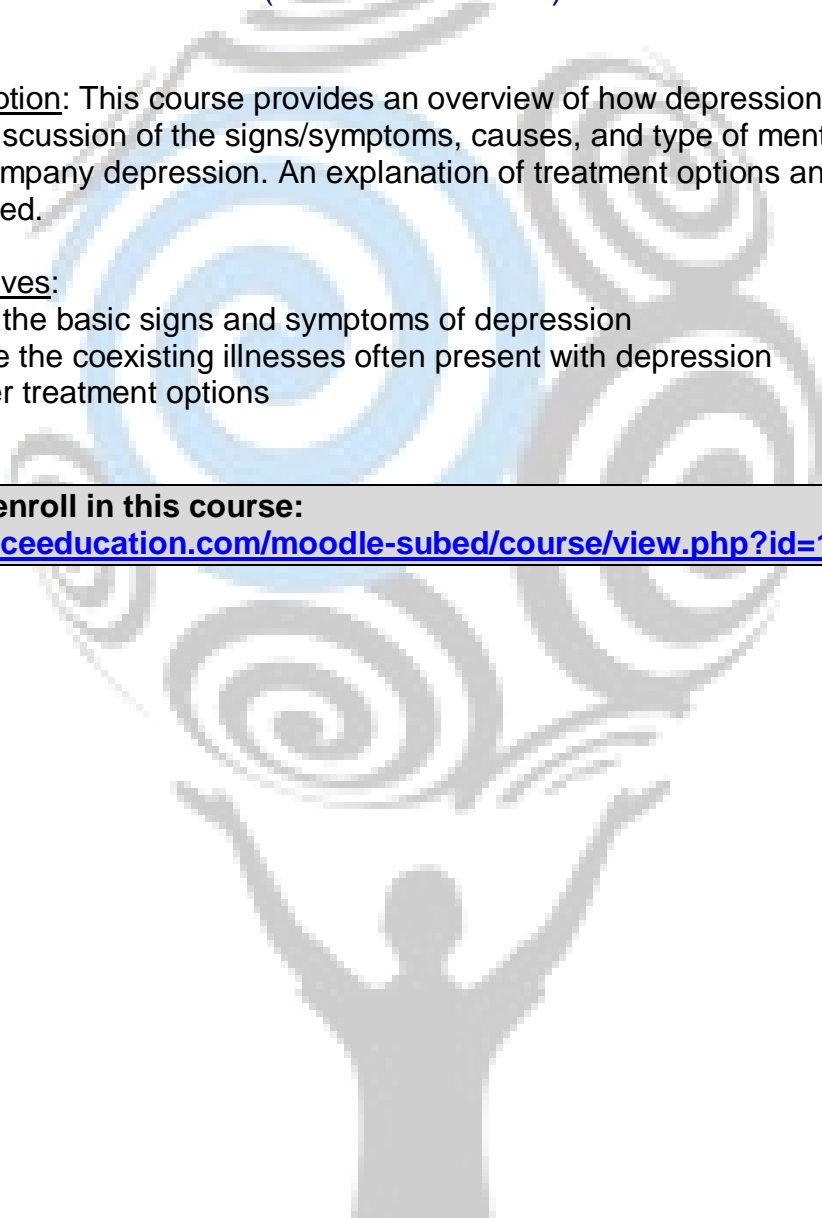 ption: This course provides an overview of how depression
scussion of the signs/symptoms, causes, and type of ment
mpany depression. An explanation of treatment options an
ed.
ves:
the basic signs and symptoms of depression
e the coexisting illnesses often present with depression
er treatment options
enroll in this course:
ceeducation.com/moodle-subed/course/view.php?id=